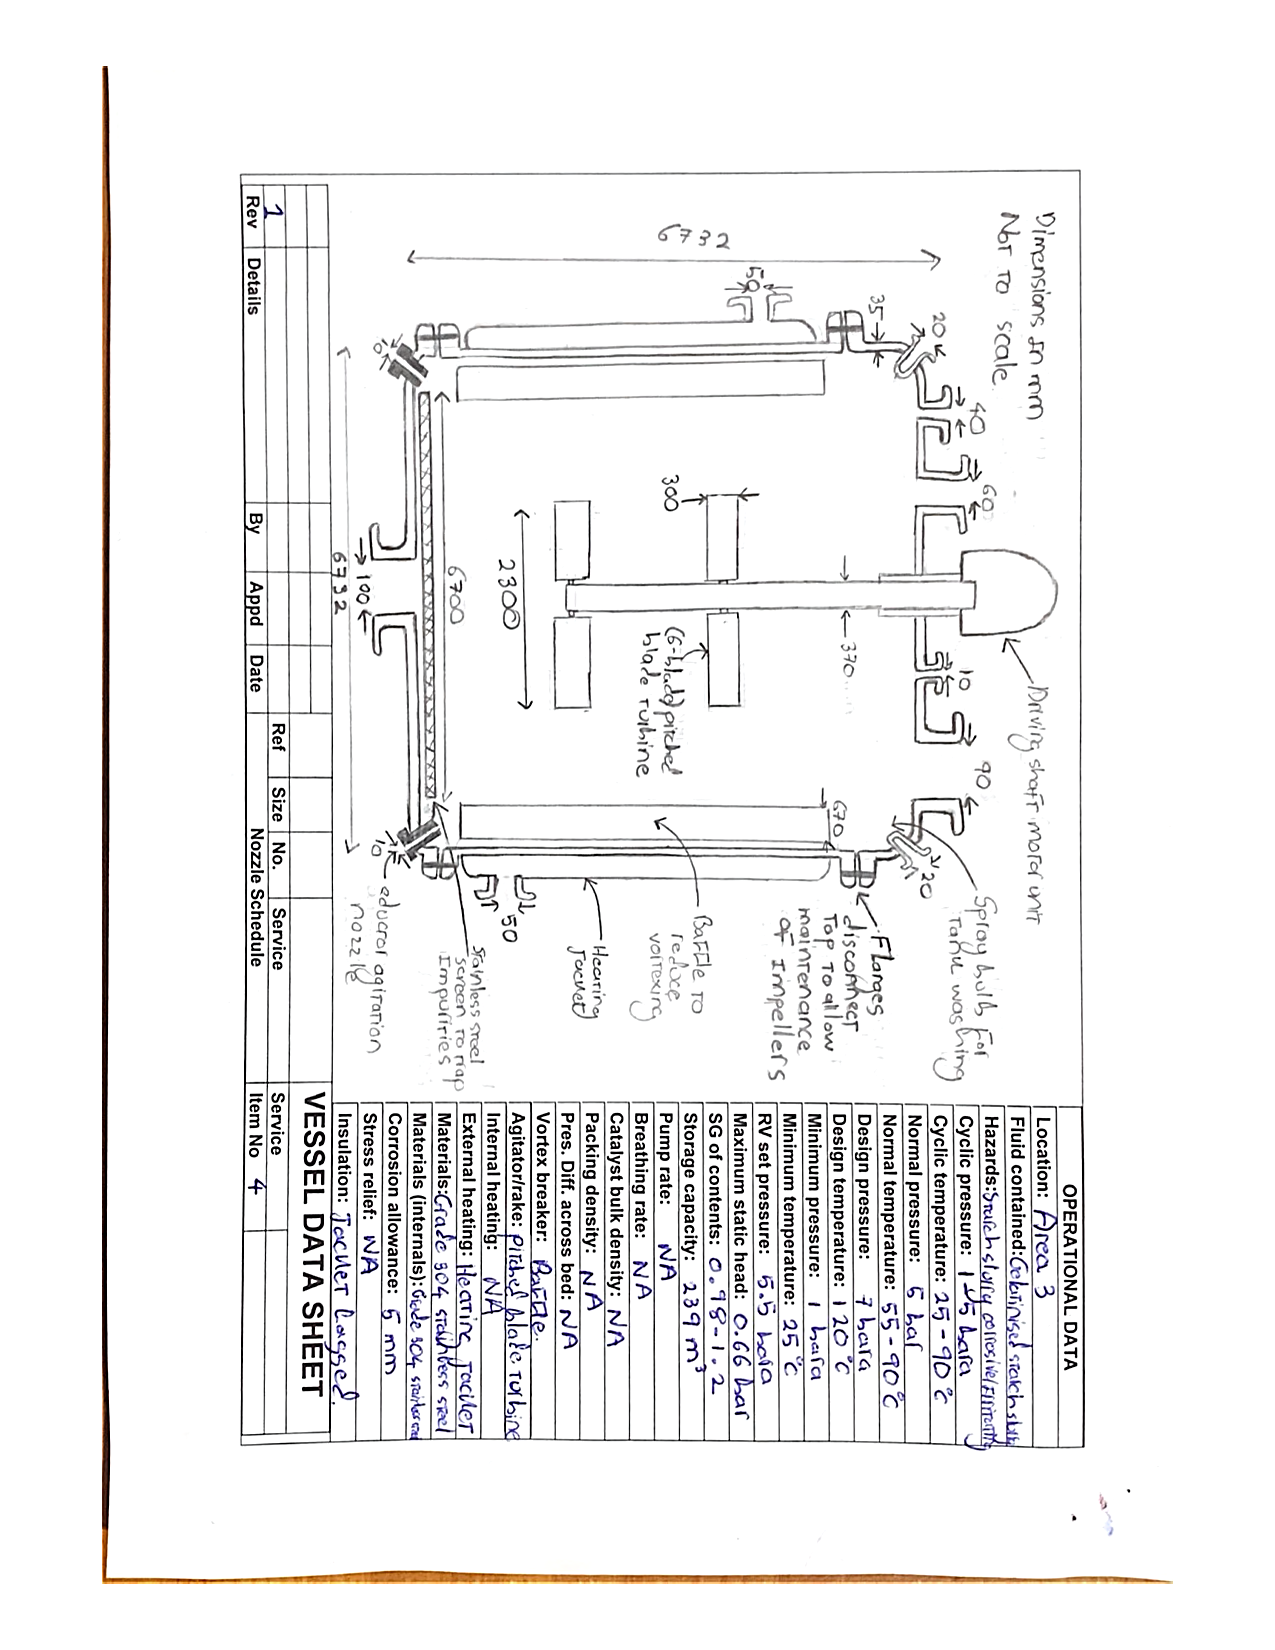 Dimensions in mm
Not to scale
6732
50
35
20
40
60
10
90
20
Driving shaft motor unit
Spray bulb for
Tank washing
Flanges
disconnect
Top to allow
maintenance
of impellers
670
370
300
(6-blade) pitched
blade turbine
2300
Baffle to
reduce
vortexing
Heating
Jacket
50
6700
Stainless steel
screen to trap
Impurities
10
eductor agitation
nozzle
100
6732
OPERATIONAL DATA
Location: Area 3
Fluid contained: Gelatinised starch slurry
Hazards: Starch slurry corrosive/
Cyclic pressure: bara
Cyclic temperature: 25-90°C
Normal pressure: 5 bar
Normal temperature: 55-90°C
Design pressure: 7 bara
Design temperature: 120°C
Minimum pressure: 1 bara
Minimum temperature: 25°C
RV set pressure: 5.5 bara
Maximum static head: 0.66 bar
SG of contents: 0.98-1.2
Storage capacity: 239 m³
Pump rate: NA
Breathing rate: NA
Catalyst bulk density: NA
Packing density: NA
Pres. Diff. across bed: NA
Vortex breaker: Baffle.
Agitator/rake: pitched blade turbine
Internal heating: NA
External heating: Heating Jacket
Materials: Grade 304 stainless steel
Materials (internals): Grade 304 stainless steel
Corrosion allowance: 5 mm
Stress relief: NA
Insulation: Jacket lagged.
VESSEL DATA SHEET
1
Rev Details By Appd Date
Ref Size No. Service
Nozzle Schedule
Service
Item No 4